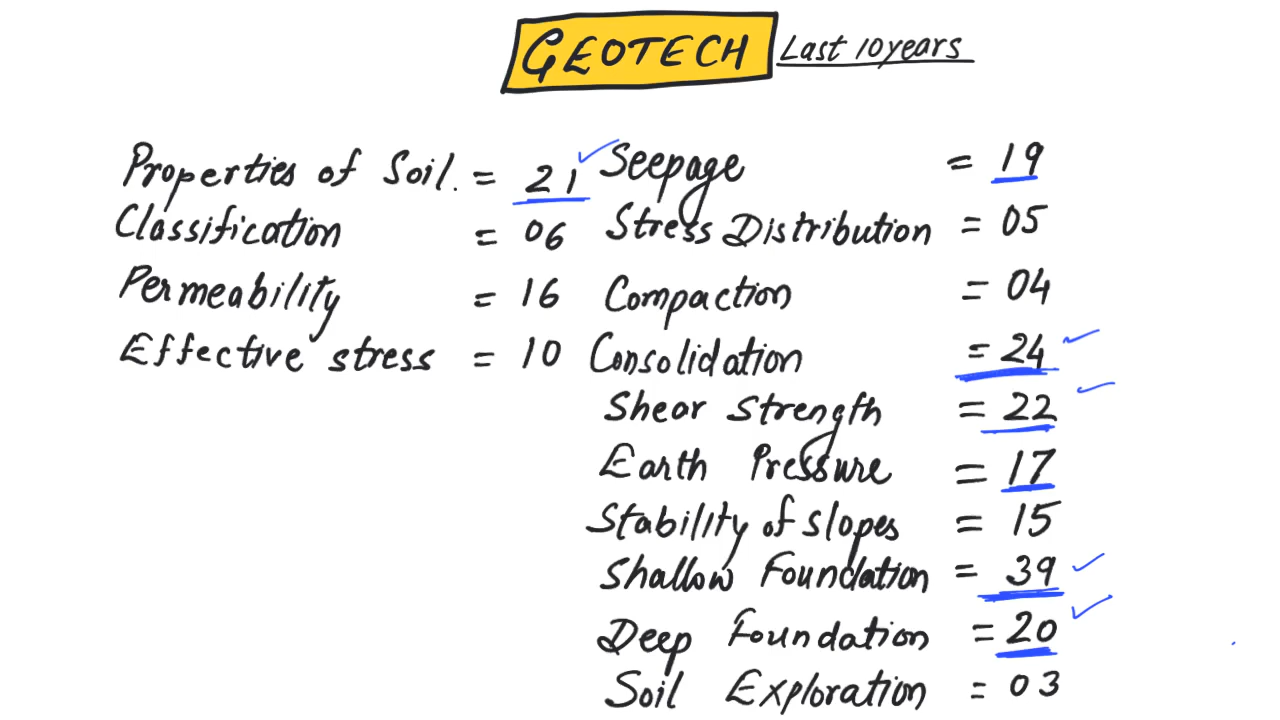 GEOTECH Last 10 years
Properties of Soil. = 21
Classification = 06
Permeability = 16
Effective stress = 10
Seepage = 19
Stress Distribution = 05
Compaction = 04
Consolidation = 24
Shear Strength = 22
Earth Pressure = 17
Stability of slopes = 15
Shallow Foundation = 39
Deep Foundation = 20
Soil Exploration = 03